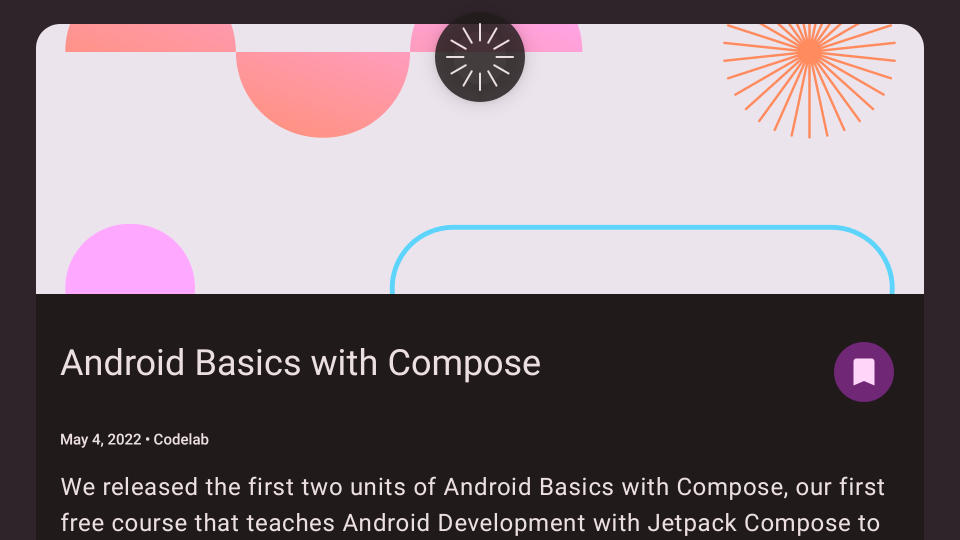 Android Basics with Compose
May 4, 2022 • Codelab
We released the first two units of Android Basics with Compose, our first
free course that teaches Android Development with Jetpack Compose to